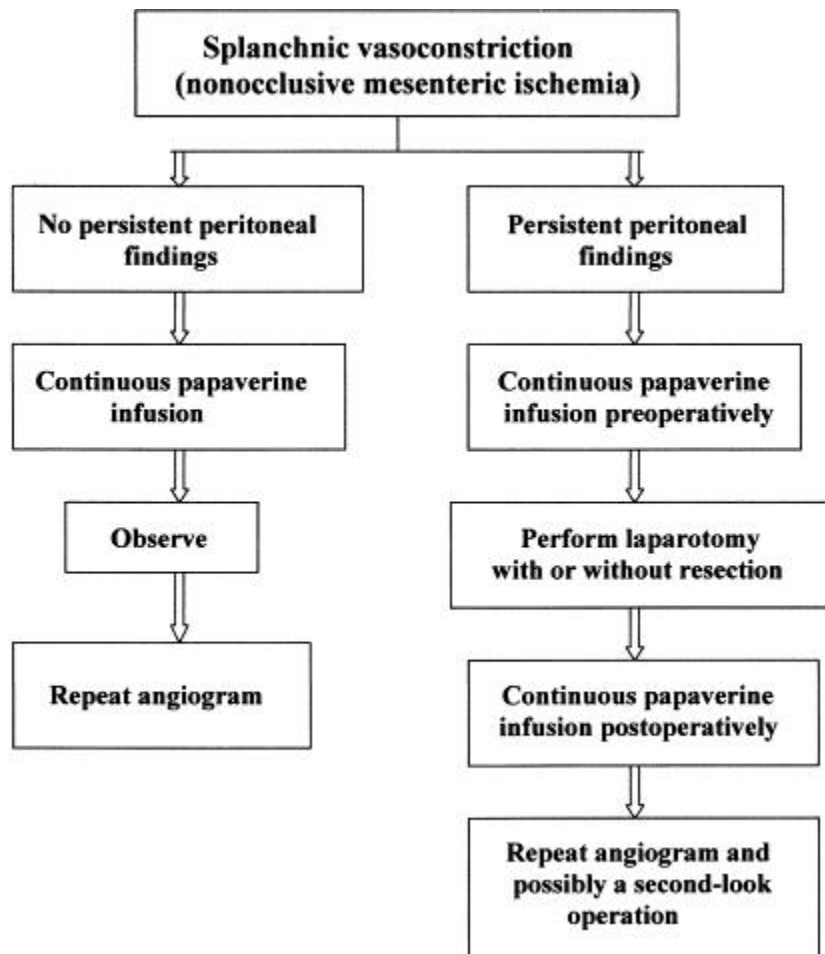 Splanchnic vasoconstriction
(nonocclusive mesenteric ischemia)
No persistent peritoneal
findings
Persistent peritoneal
findings
Continuous papaverine
infusion
Continuous papaverine
infusion preoperatively
Observe
Perform laparotomy
with or without resection
Repeat angiogram
Continuous papaverine
infusion postoperatively
Repeat angiogram and
possibly a second-look
operation